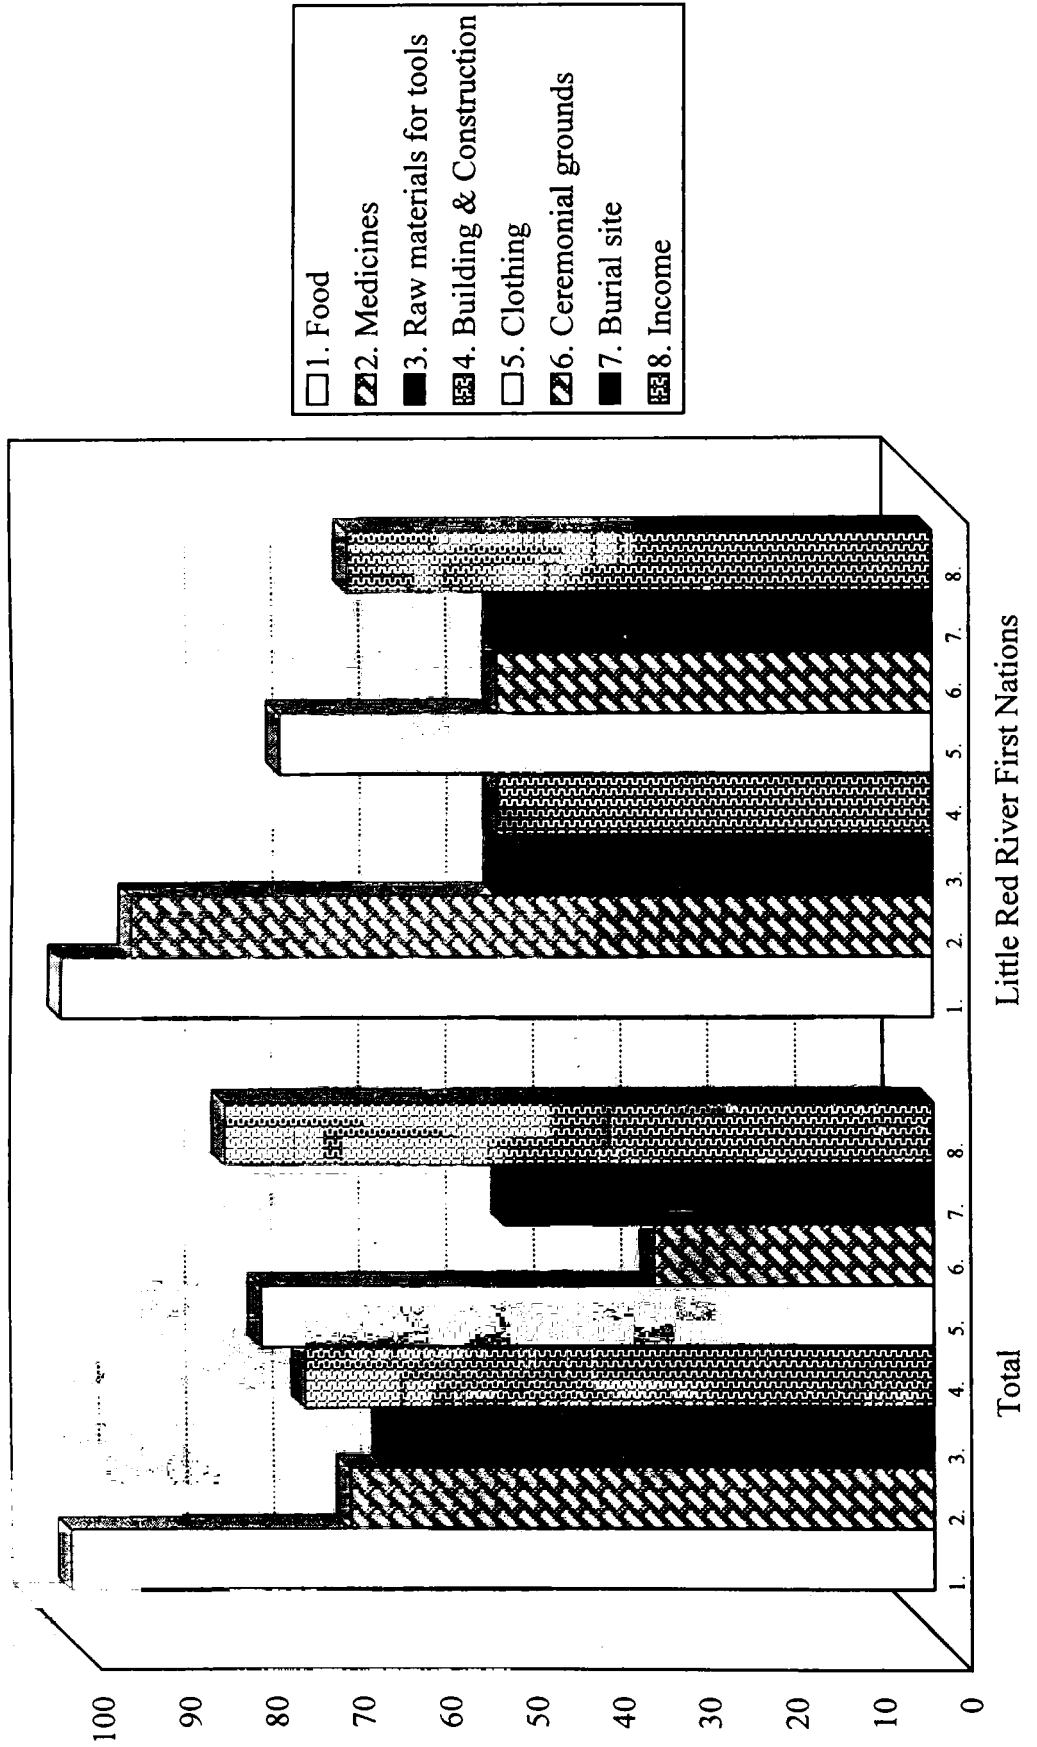 100
90
80
70
60
50
40
30
20
10
0
1. 2. 3. 4. 5. 6. 7. 8.
1. 2. 3. 4. 5. 6. 7. 8.
Total
Little Red River First Nations
1. Food
2. Medicines
3. Raw materials for tools
4. Building & Construction
5. Clothing
6. Ceremonial grounds
7. Burial site
8. Income